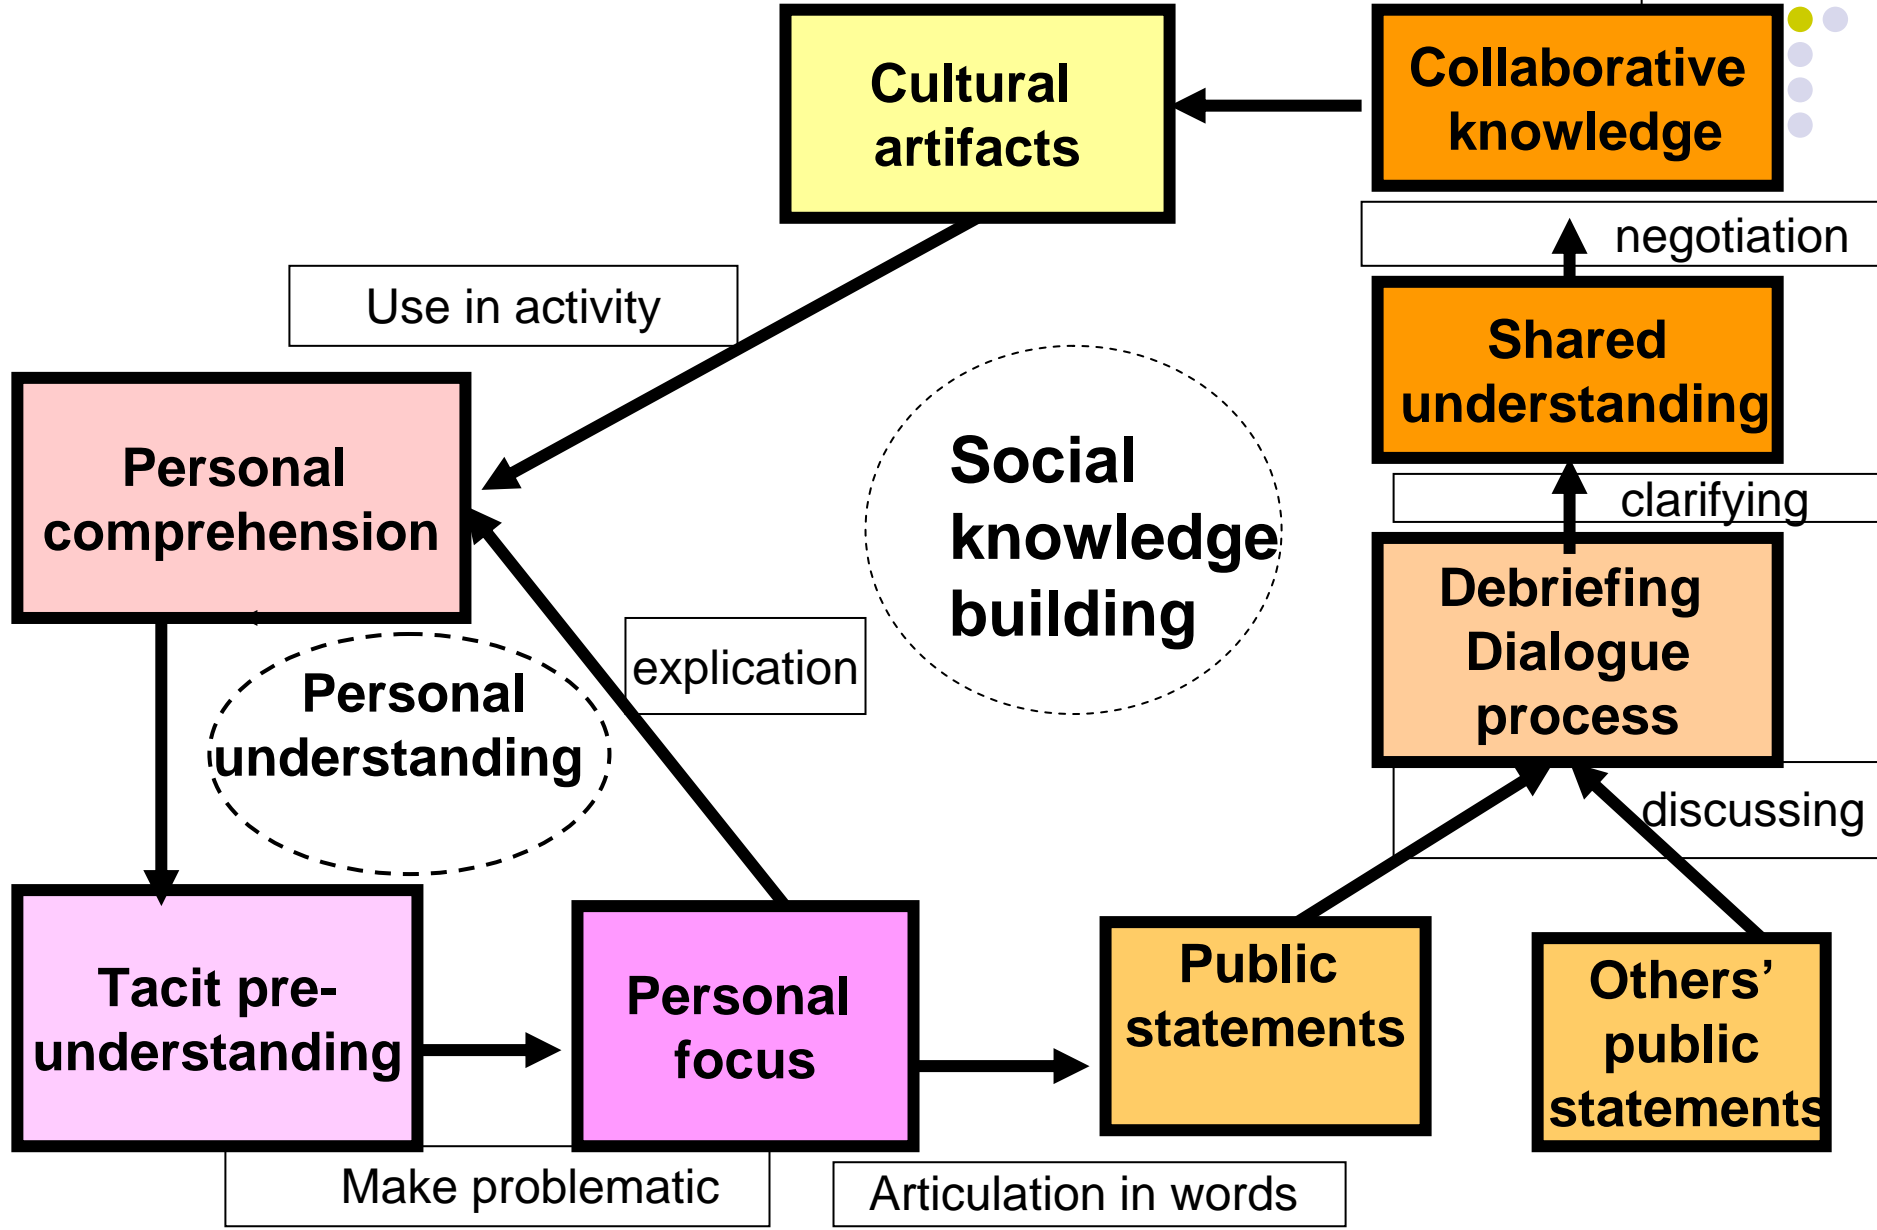 Cultural
artifacts
Collaborative
knowledge
negotiation
Use in activity
Shared
understanding
Personal
comprehension
Social
knowledge
building
clarifying
Debriefing
Dialogue
process
explication
Personal
understanding
discussing
Tacit pre-
understanding
Personal
focus
Public
statements
Others’
public
statements
Make problematic
Articulation in words